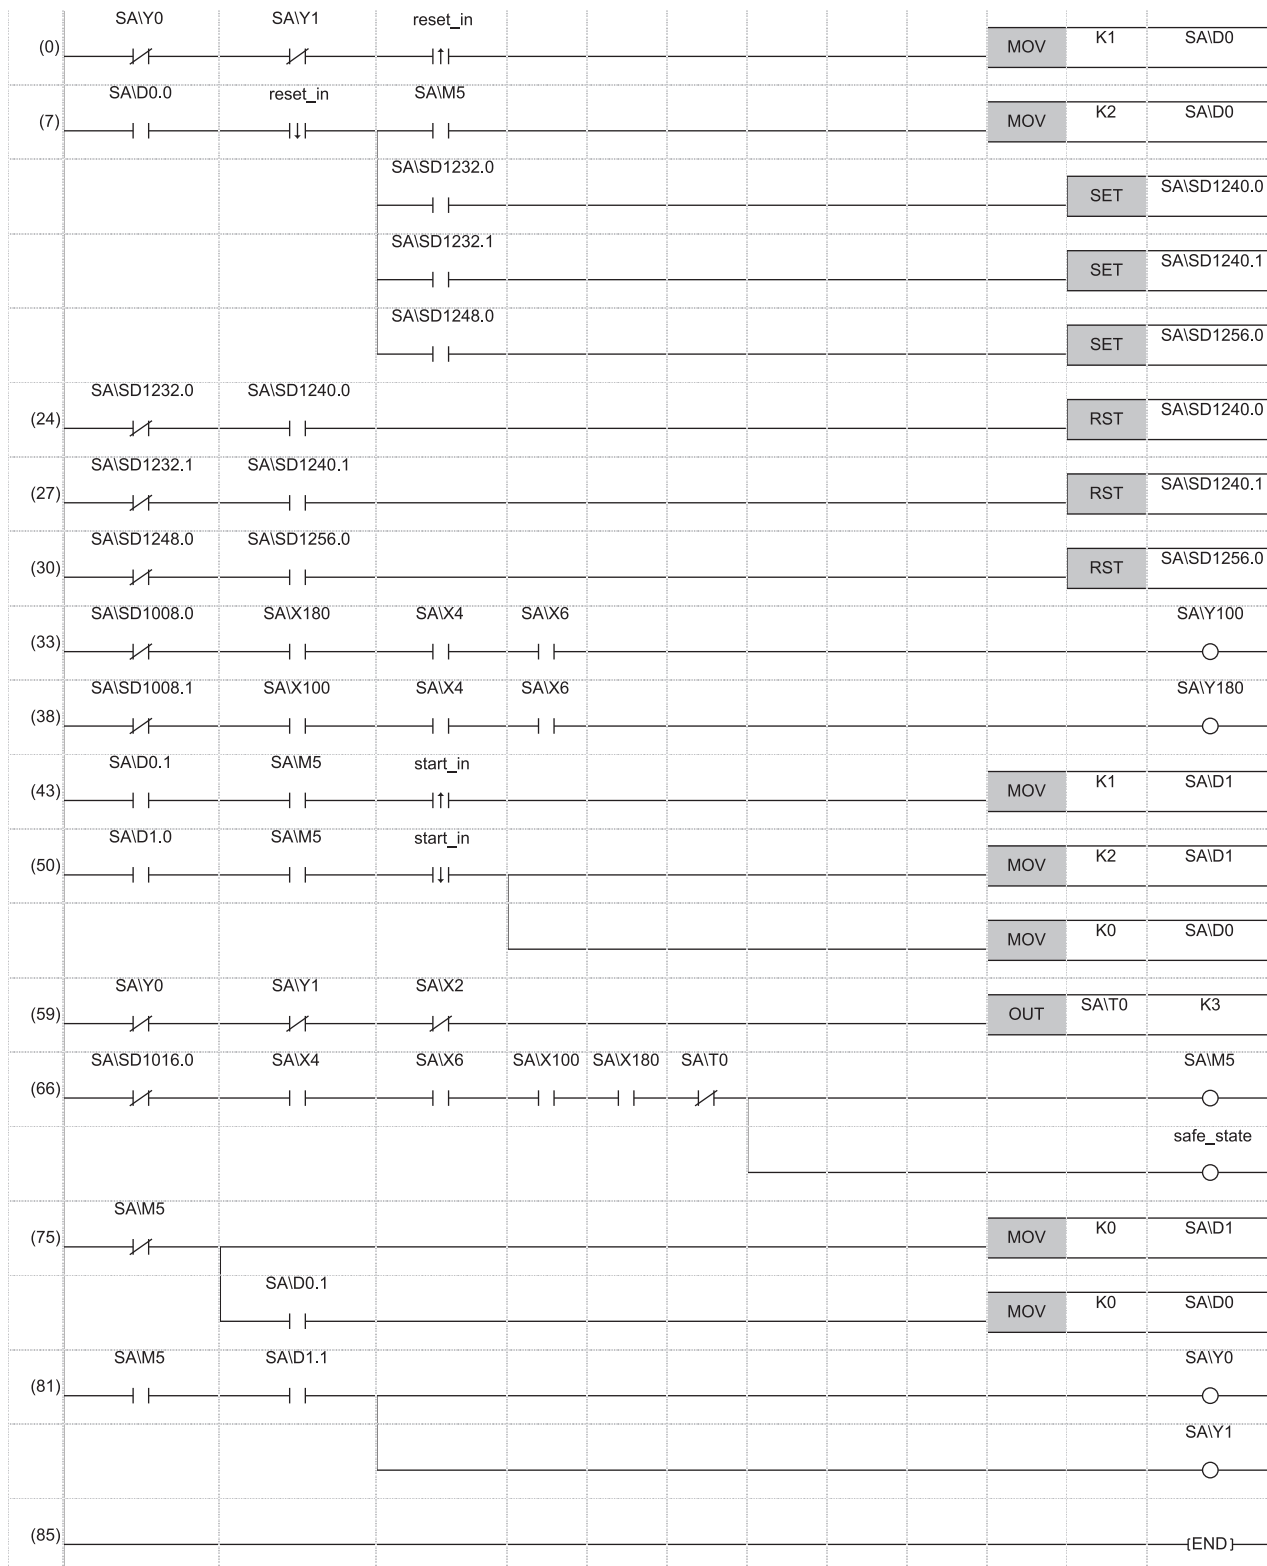 SA\Y0 SA\Y1 reset_in
(0) MOV K1 SA\D0
SA\D0.0 reset_in SA\M5
(7) MOV K2 SA\D0
SA\SD1232.0
SET SA\SD1240.0
SA\SD1232.1
SET SA\SD1240.1
SA\SD1248.0
SET SA\SD1256.0
SA\SD1232.0 SA\SD1240.0
(24) RST SA\SD1240.0
SA\SD1232.1 SA\SD1240.1
(27) RST SA\SD1240.1
SA\SD1248.0 SA\SD1256.0
(30) RST SA\SD1256.0
SA\SD1008.0 SA\X180 SA\X4 SA\X6 SA\Y100
(33)
SA\SD1008.1 SA\X100 SA\X4 SA\X6 SA\Y180
(38)
SA\D0.1 SA\M5 start_in
(43) MOV K1 SA\D1
SA\D1.0 SA\M5 start_in
(50) MOV K2 SA\D1
MOV K0 SA\D0
SA\Y0 SA\Y1 SA\X2
(59) OUT SA\T0 K3
SA\SD1016.0 SA\X4 SA\X6 SA\X100 SA\X180 SA\T0 SA\M5
(66)
safe_state
SA\M5
(75) MOV K0 SA\D1
SA\D0.1
MOV K0 SA\D0
SA\M5 SA\D1.1 SA\Y0
(81)
SA\Y1
(85) [END]